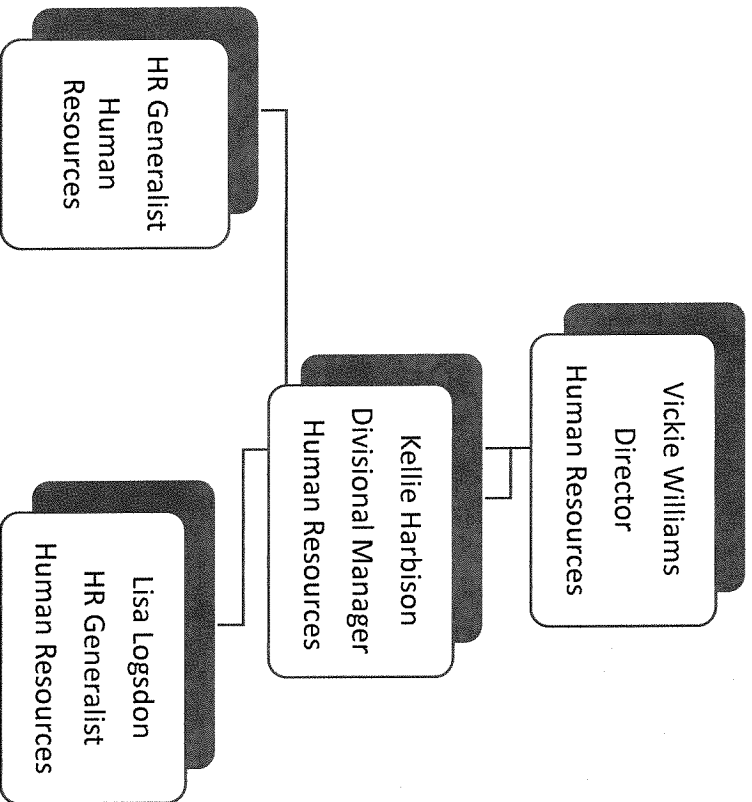 Vickie Williams
Director
Human Resources
Kellie Harbison
Divisional Manager
Human Resources
HR Generalist
Human
Resources
Lisa Logsdon
HR Generalist
Human Resources